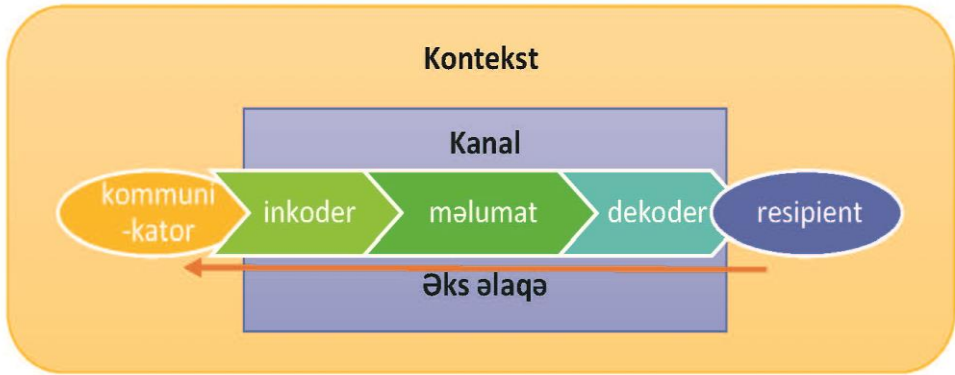 Kontekst
Kanal
kommuni
-kator
inkoder
məlumat
dekoder
resipient
Əks əlaqə